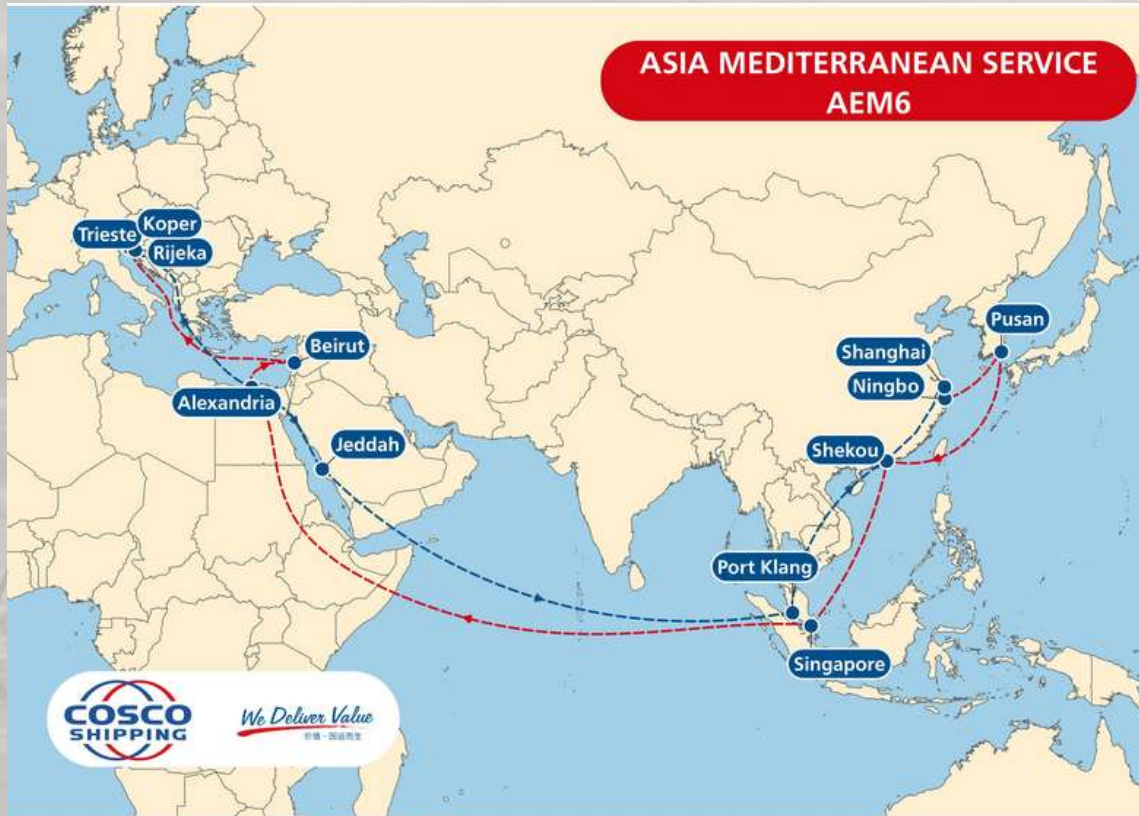 ASIA MEDITERRANEAN SERVICE
AEM6
Koper
Trieste
Rijeka
Pusan
Beirut
Shanghai
Ningbo
Alexandria
Jeddah
Shekou
Port Klang
Singapore
COSCO
SHIPPING
We Deliver Value